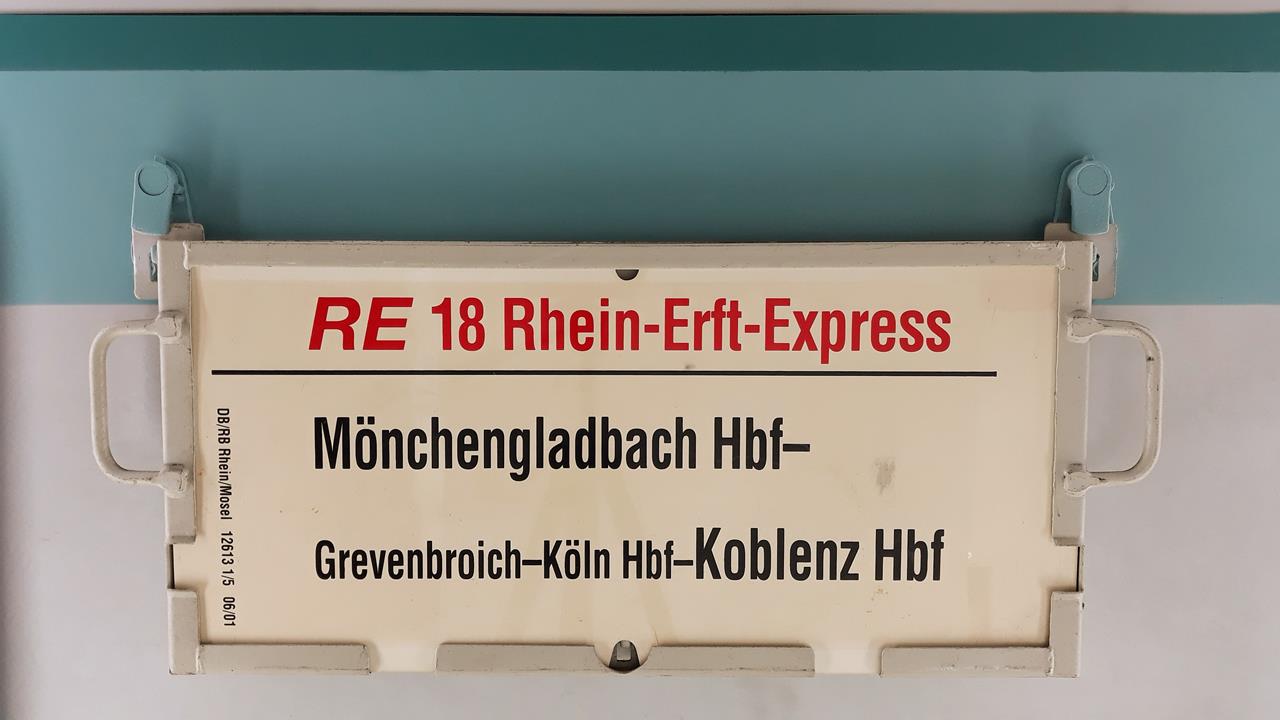 RE 18 Rhein-Erft-Express
Mönchengladbach Hbf–
Grevenbroich–Köln Hbf–Koblenz Hbf
DB/RB Rhein/Mosel 12613 1/5 06/01